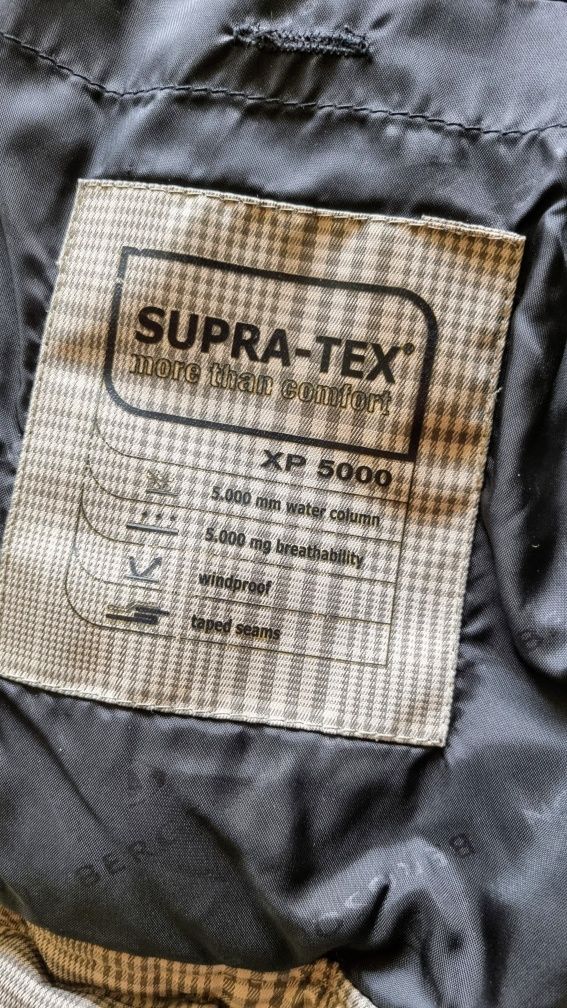 SUPRA-TEX®
more than comfort
XP 5000
5.000 mm water column
5.000 mg breathability
windproof
taped seams